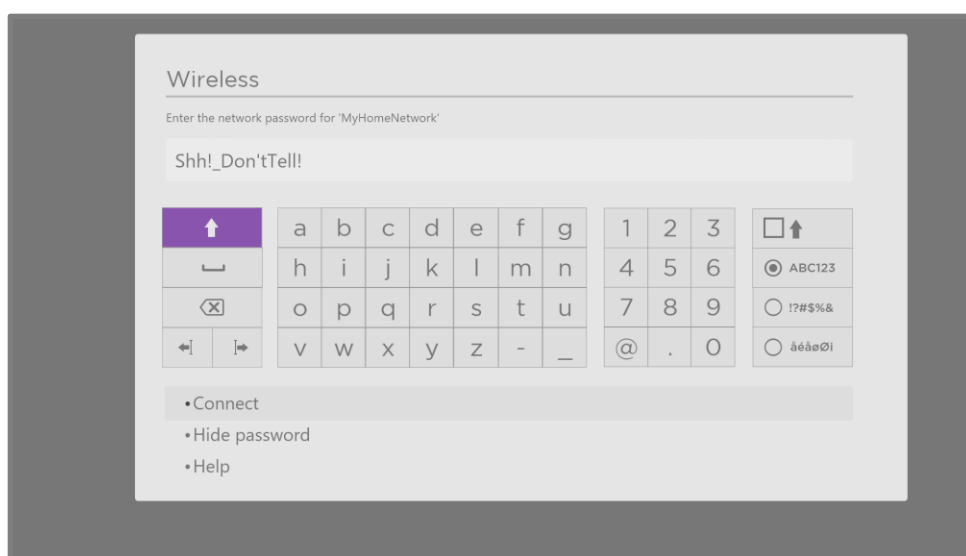 Wireless
Enter the network password for 'MyHomeNetwork'
Shh!_Don'tTell!
a b c d e f g 1 2 3
h i j k l m n 4 5 6 ABC123
o p q r s t u 7 8 9 !?#$%&
v w x y z - _ @ . 0 âéåøØi
•Connect
•Hide password
•Help